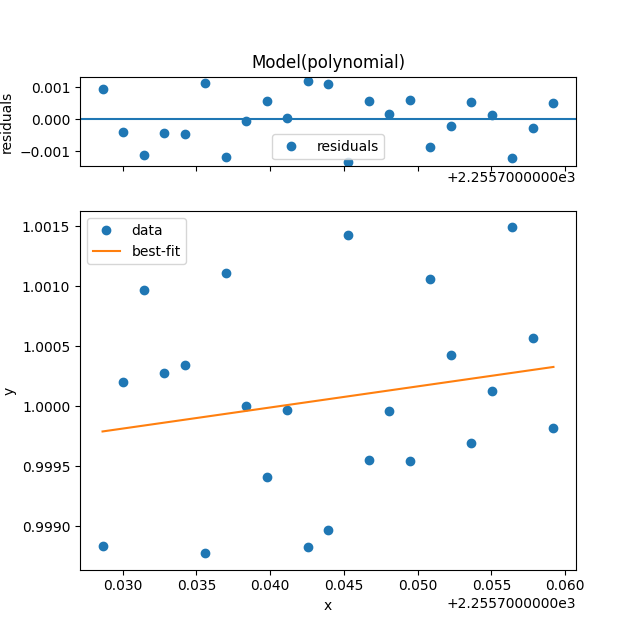 Model(polynomial)
0.001
0.000
−0.001
residuals
residuals
+2.2557000000e3
data
best-fit
1.0015
1.0010
1.0005
1.0000
0.9995
0.9990
y
0.030 0.035 0.040 0.045 0.050 0.055 0.060
x
+2.2557000000e3